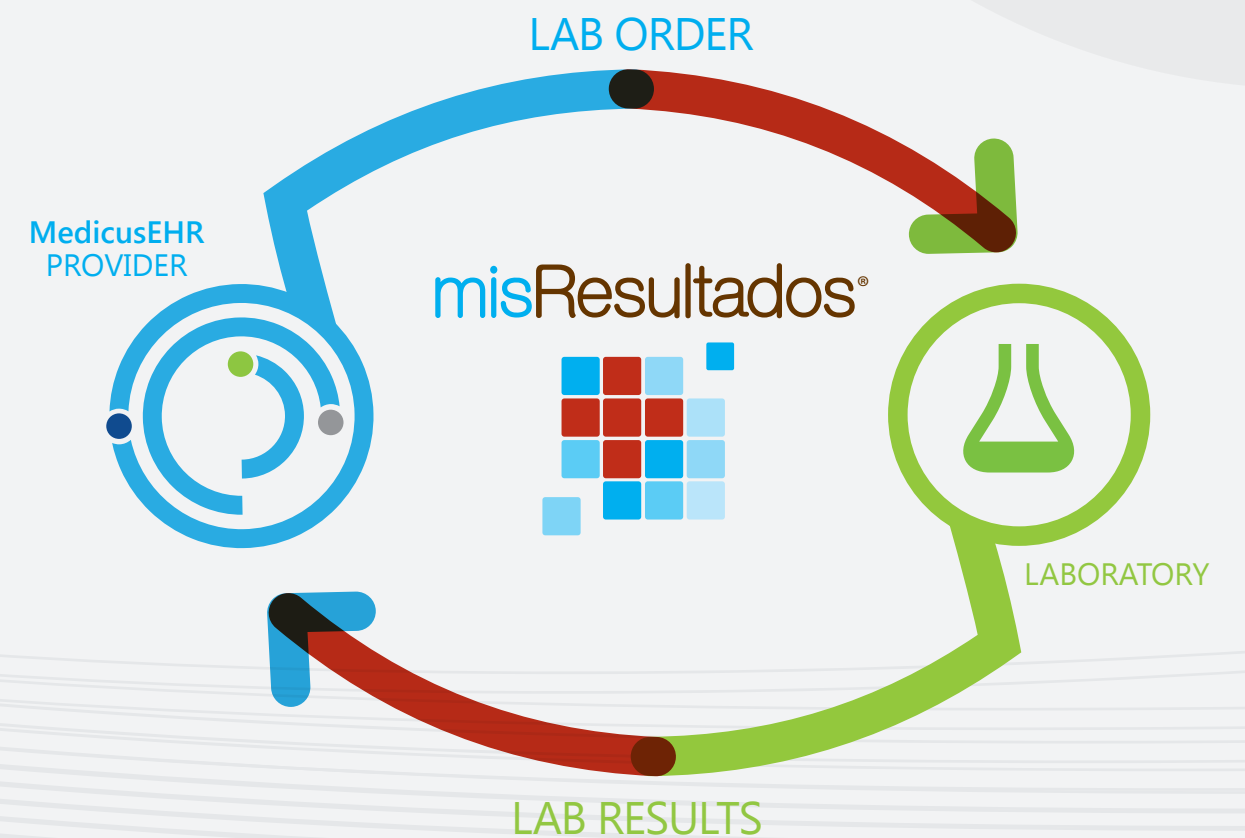 LAB ORDER
MedicusEHR
PROVIDER
misResultados®
LABORATORY
LAB RESULTS